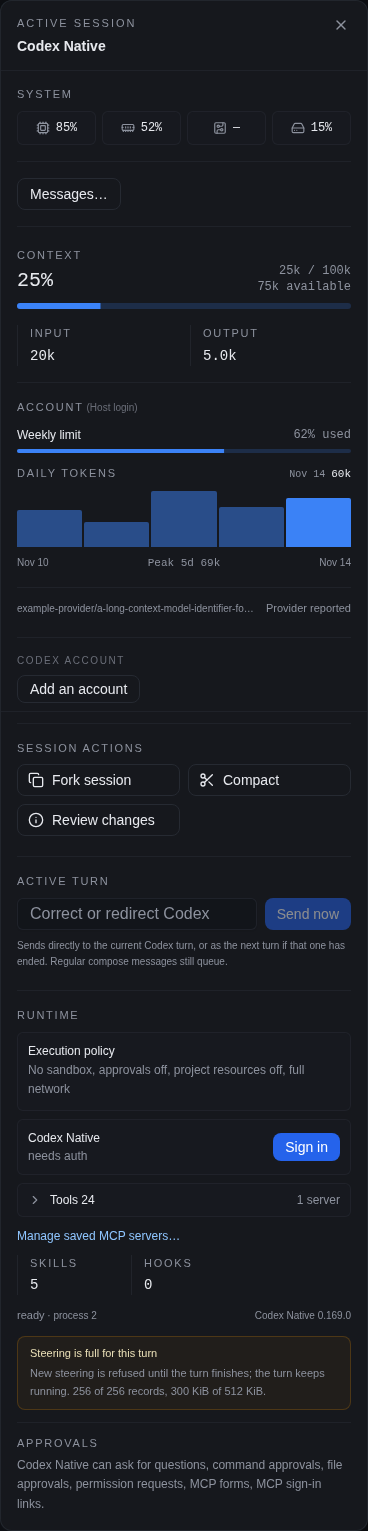 ACTIVE SESSION
Codex Native
SYSTEM
85% 52% — 15%
Messages…
CONTEXT
25% 25k / 100k
75k available
INPUT OUTPUT
20k 5.0k
ACCOUNT (Host login)
Weekly limit 62% used
DAILY TOKENS Nov 14 60k
Nov 10 Peak 5d 69k Nov 14
example-provider/a-long-context-model-identifier-fo… Provider reported
CODEX ACCOUNT
Add an account
SESSION ACTIONS
Fork session Compact
Review changes
ACTIVE TURN
Correct or redirect Codex Send now
Sends directly to the current Codex turn, or as the next turn if that one has
ended. Regular compose messages still queue.
RUNTIME
Execution policy
No sandbox, approvals off, project resources off, full
network
Codex Native
needs auth Sign in
Tools 24 1 server
Manage saved MCP servers…
SKILLS HOOKS
5 0
ready · process 2 Codex Native 0.169.0
Steering is full for this turn
New steering is refused until the turn finishes; the turn keeps
running. 256 of 256 records, 300 KiB of 512 KiB.
APPROVALS
Codex Native can ask for questions, command approvals, file
approvals, permission requests, MCP forms, MCP sign-in
links.